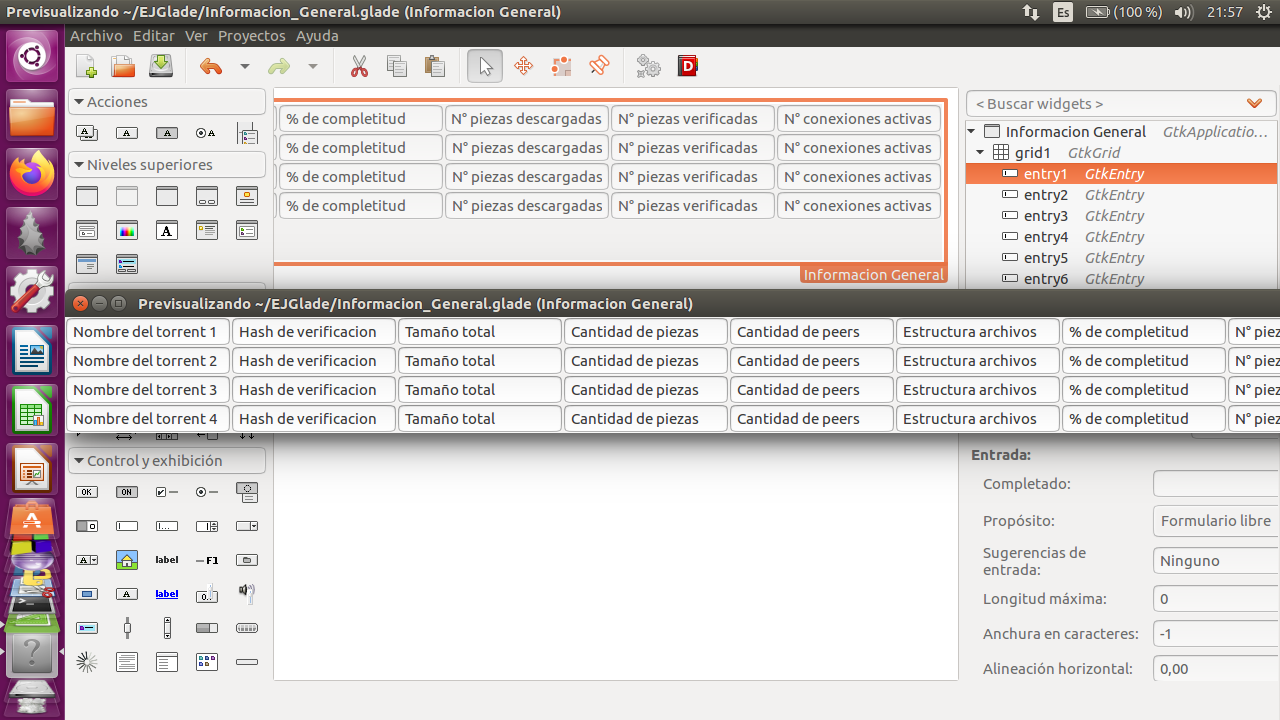 Previsualizando ~/EJGlade/Informacion_General.glade (Informacion General) Es (100 %) 21:57
Archivo Editar Ver Proyectos Ayuda
Acciones
Niveles superiores
% de completitud N° piezas descargadas N° piezas verificadas N° conexiones activas
% de completitud N° piezas descargadas N° piezas verificadas N° conexiones activas
% de completitud N° piezas descargadas N° piezas verificadas N° conexiones activas
% de completitud N° piezas descargadas N° piezas verificadas N° conexiones activas
Informacion General
< Buscar widgets >
Informacion General GtkApplicatio...
grid1 GtkGrid
entry1 GtkEntry
entry2 GtkEntry
entry3 GtkEntry
entry4 GtkEntry
entry5 GtkEntry
entry6 GtkEntry
Previsualizando ~/EJGlade/Informacion_General.glade (Informacion General)
Nombre del torrent 1 Hash de verificacion Tamaño total Cantidad de piezas Cantidad de peers Estructura archivos % de completitud N° piez
Nombre del torrent 2 Hash de verificacion Tamaño total Cantidad de piezas Cantidad de peers Estructura archivos % de completitud N° piez
Nombre del torrent 3 Hash de verificacion Tamaño total Cantidad de piezas Cantidad de peers Estructura archivos % de completitud N° piez
Nombre del torrent 4 Hash de verificacion Tamaño total Cantidad de piezas Cantidad de peers Estructura archivos % de completitud N° piez
Control y exhibición
OK ON
label F1
label
Entrada:
Completado:
Propósito: Formulario libre
Sugerencias de
entrada: Ninguno
Longitud máxima: 0
Anchura en caracteres: -1
Alineación horizontal: 0,00